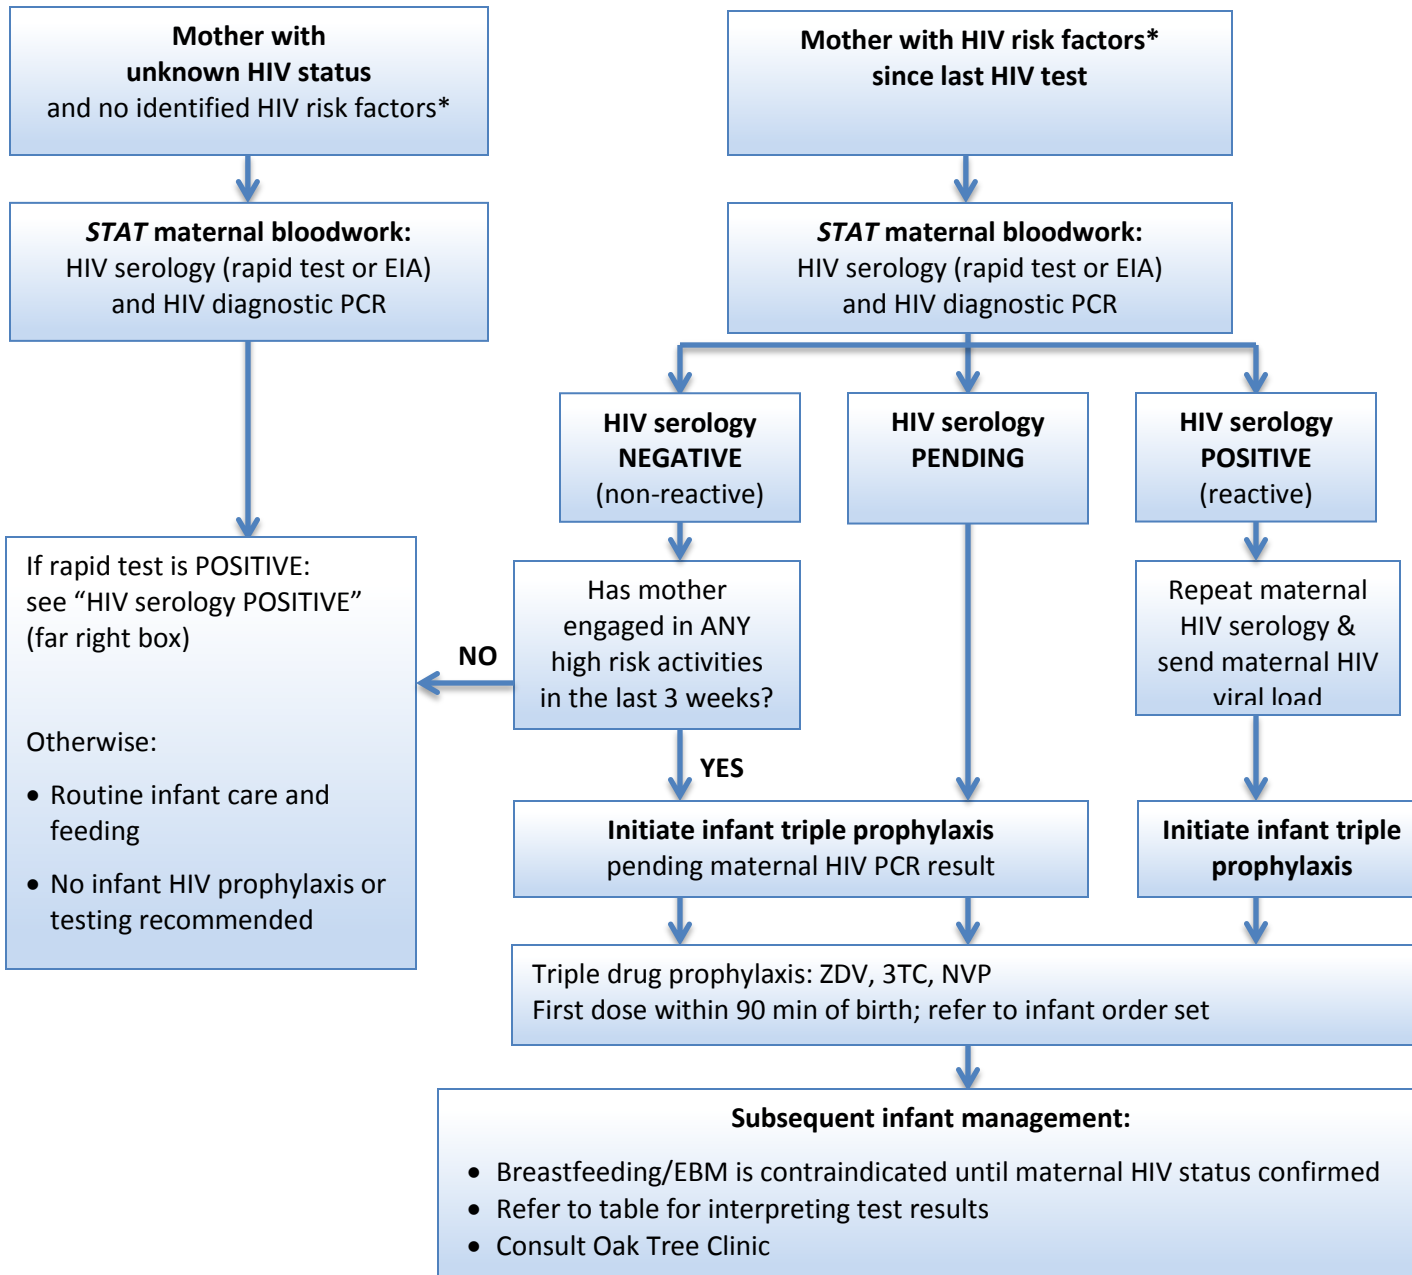 Mother with
unknown HIV status
and no identified HIV risk factors*
Mother with HIV risk factors*
since last HIV test
STAT maternal bloodwork:
HIV serology (rapid test or EIA)
and HIV diagnostic PCR
STAT maternal bloodwork:
HIV serology (rapid test or EIA)
and HIV diagnostic PCR
HIV serology
NEGATIVE
(non-reactive)
HIV serology
PENDING
HIV serology
POSITIVE
(reactive)
If rapid test is POSITIVE:
see “HIV serology POSITIVE”
(far right box)
Otherwise:
• Routine infant care and
feeding
• No infant HIV prophylaxis or
testing recommended
NO
Has mother
engaged in ANY
high risk activities
in the last 3 weeks?
Repeat maternal
HIV serology &
send maternal HIV
viral load
YES
Initiate infant triple prophylaxis
pending maternal HIV PCR result
Initiate infant triple
prophylaxis
Triple drug prophylaxis: ZDV, 3TC, NVP
First dose within 90 min of birth; refer to infant order set
Subsequent infant management:
• Breastfeeding/EBM is contraindicated until maternal HIV status confirmed
• Refer to table for interpreting test results
• Consult Oak Tree Clinic